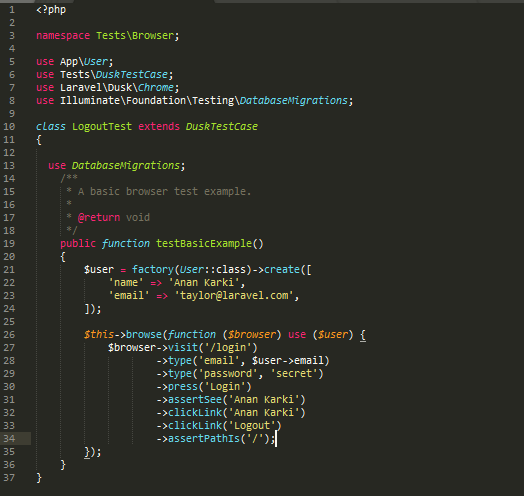 1 <?php
2
3 namespace Tests\Browser;
4
5 use App\User;
6 use Tests\DuskTestCase;
7 use Laravel\Dusk\Chrome;
8 use Illuminate\Foundation\Testing\DatabaseMigrations;
9
10 class LogoutTest extends DuskTestCase
11 {
12
13 use DatabaseMigrations;
14 /**
15 * A basic browser test example.
16 *
17 * @return void
18 */
19 public function testBasicExample()
20 {
21 $user = factory(User::class)->create([
22 'name' => 'Anan Karki',
23 'email' => 'taylor@laravel.com',
24 ]);
25
26 $this->browse(function ($browser) use ($user) {
27 $browser->visit('/login')
28 ->type('email', $user->email)
29 ->type('password', 'secret')
30 ->press('Login')
31 ->assertSee('Anan Karki')
32 ->clickLink('Anan Karki')
33 ->clickLink('Logout')
34 ->assertPathIs('/');
35 });
36 }
37 }